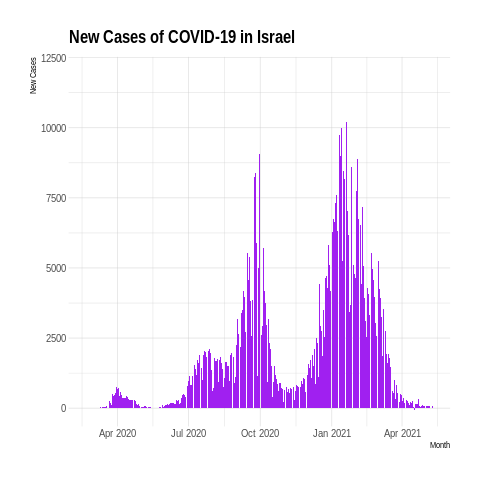 New Cases of COVID-19 in Israel
New Cases
12500
10000
7500
5000
2500
0
Apr 2020 Jul 2020 Oct 2020 Jan 2021 Apr 2021
Month